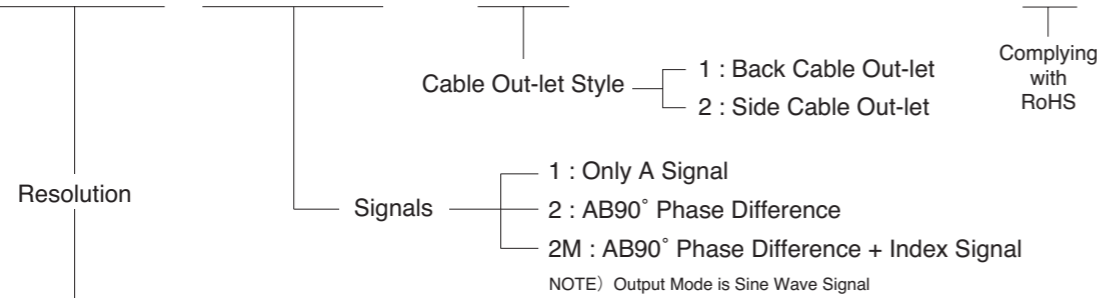 Complying
with
RoHS
Cable Out-let Style
1 : Back Cable Out-let
2 : Side Cable Out-let
Resolution
Signals
1 : Only A Signal
2 : AB90˚ Phase Difference
2M : AB90˚ Phase Difference + Index Signal
NOTE）Output Mode is Sine Wave Signal